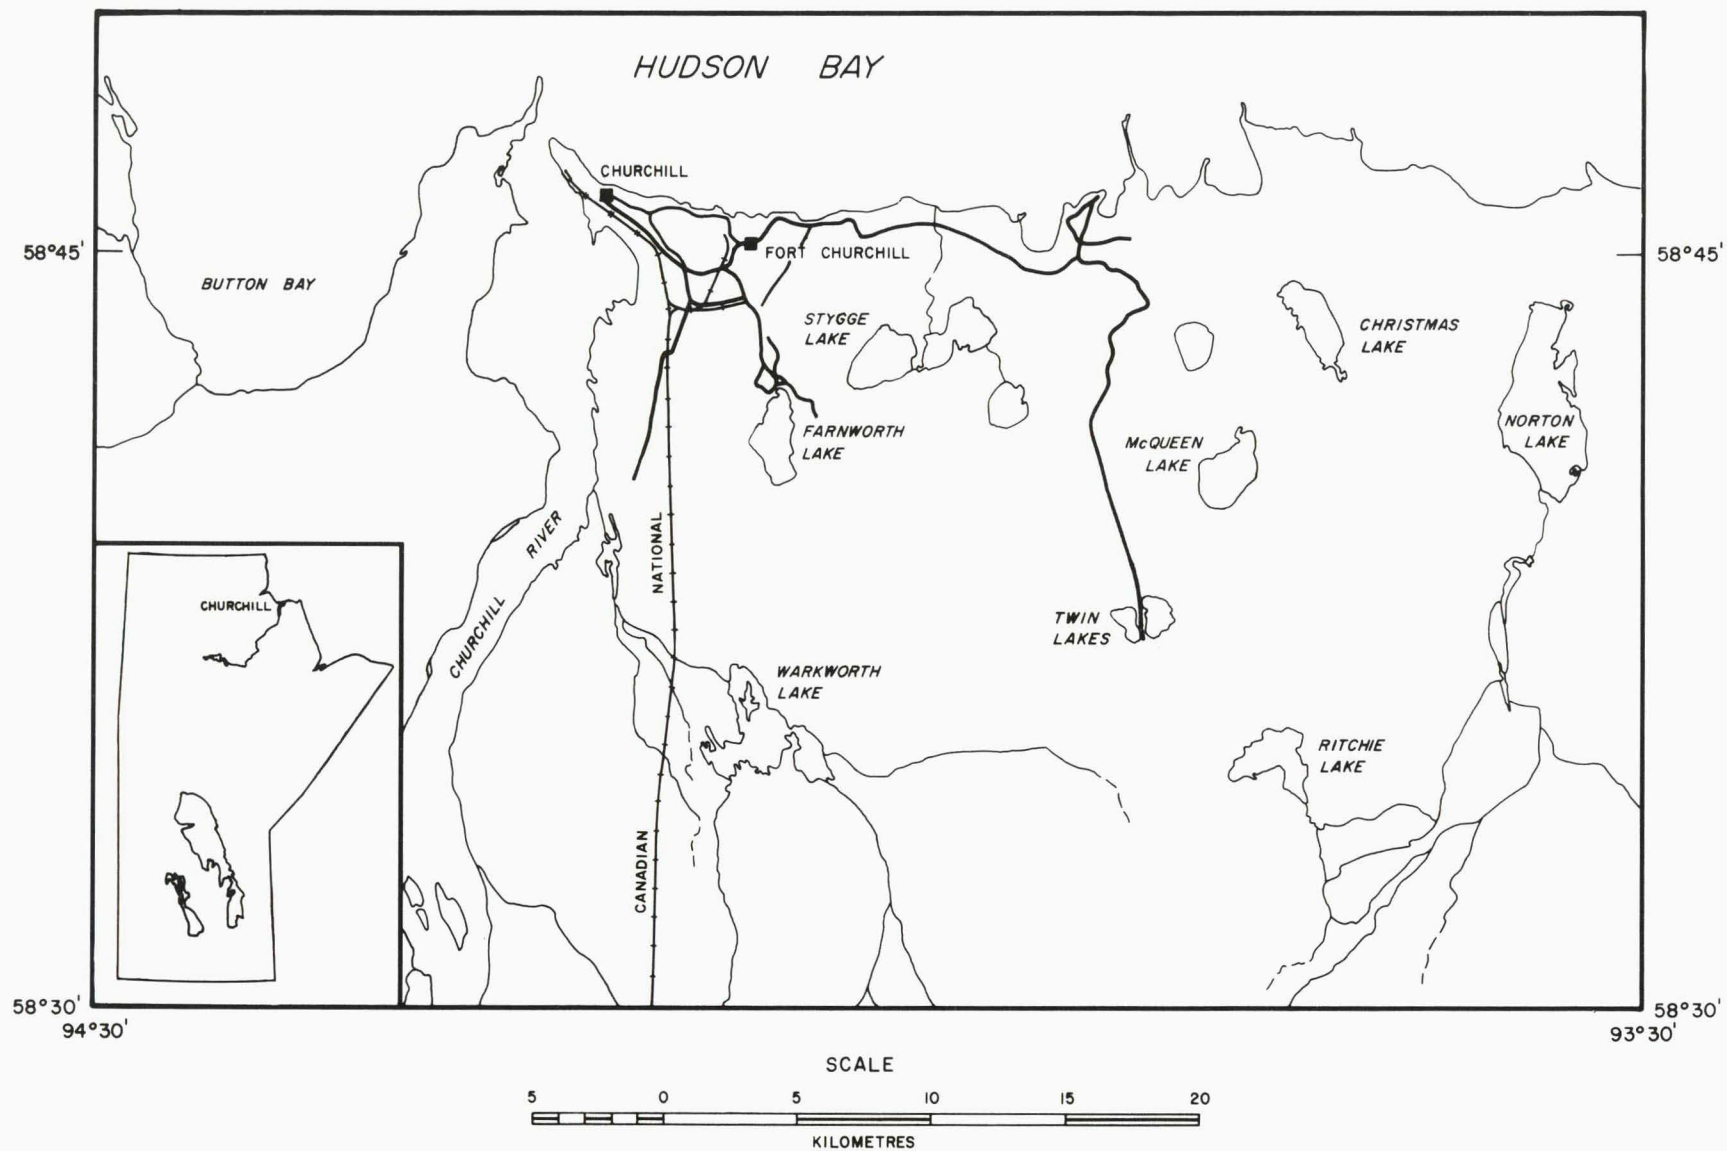 HUDSON BAY
CHURCHILL
58°45'
FORT CHURCHILL
58°45'
BUTTON BAY
STYGGE
LAKE
CHRISTMAS
LAKE
FARNWORTH
LAKE
McQUEEN
LAKE
NORTON
LAKE
CHURCHILL RIVER
CANADIAN NATIONAL
CHURCHILL
TWIN
LAKES
WARKWORTH
LAKE
RITCHIE
LAKE
58°30'
58°30'
94°30'
93°30'
SCALE
5 0 5 10 15 20
KILOMETRES